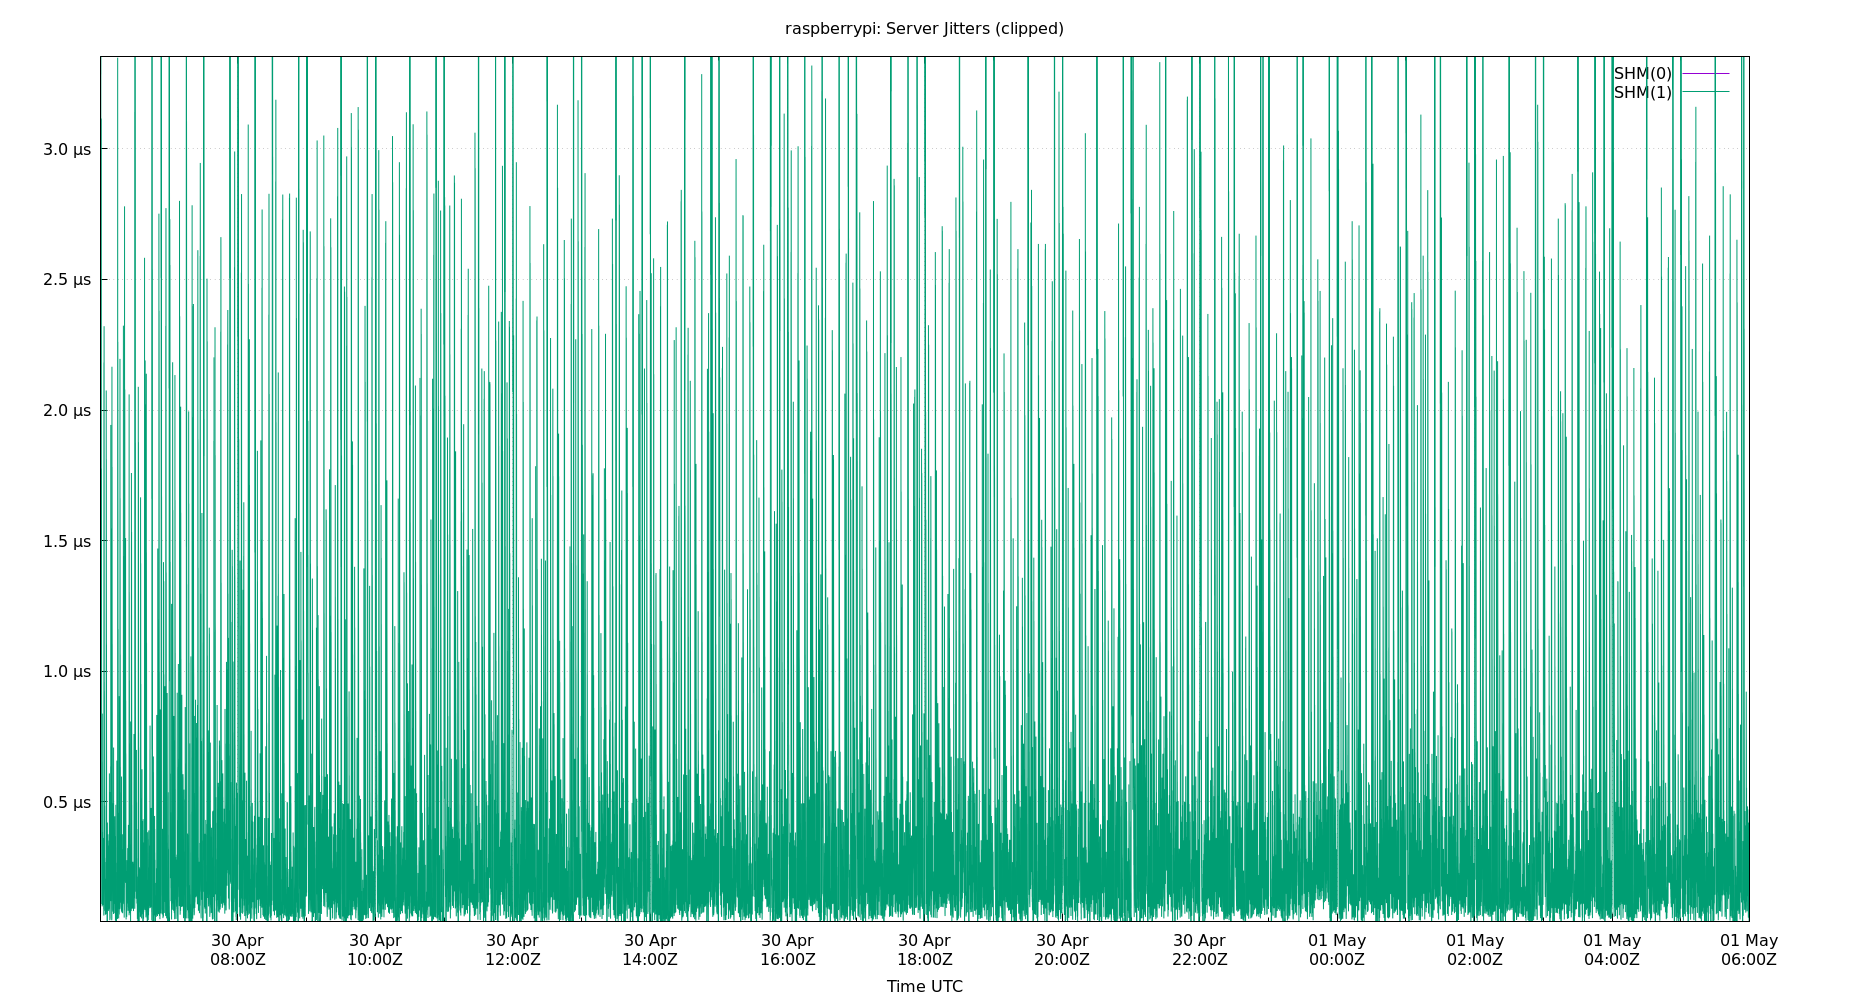 raspberrypi: Server Jitters (clipped)
SHM(0)
SHM(1)
3.0 µs
2.5 µs
2.0 µs
1.5 µs
1.0 µs
0.5 µs
30 Apr 30 Apr 30 Apr 30 Apr 30 Apr 30 Apr 30 Apr 30 Apr 01 May 01 May 01 May 01 May
08:00Z 10:00Z 12:00Z 14:00Z 16:00Z 18:00Z 20:00Z 22:00Z 00:00Z 02:00Z 04:00Z 06:00Z
Time UTC